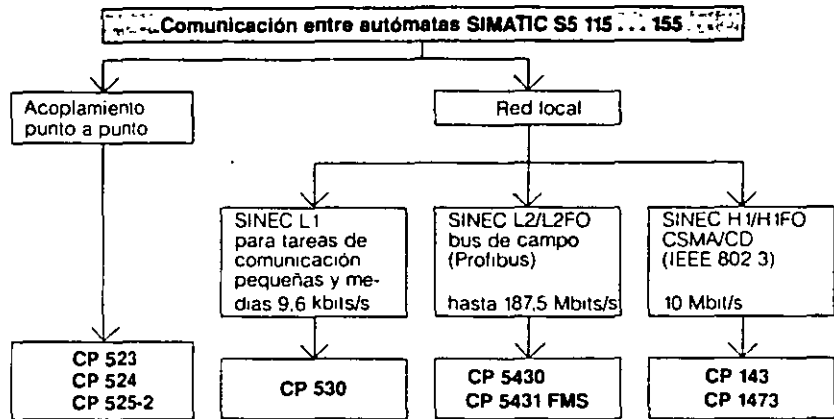 Comunicación entre autómatas SIMATIC S5 115 . . . 155
Acoplamiento
punto a punto
Red local
SINEC L1
para tareas de
comunicación
pequeñas y me-
dias 9,6 kbits/s
SINEC L2/L2FO
bus de campo
(Profibus)
hasta 187,5 Mbits/s
SINEC H1/H1FO
CSMA/CD
(IEEE 802 3)
10 Mbit/s
CP 523
CP 524
CP 525-2
CP 530
CP 5430
CP 5431 FMS
CP 143
CP 1473